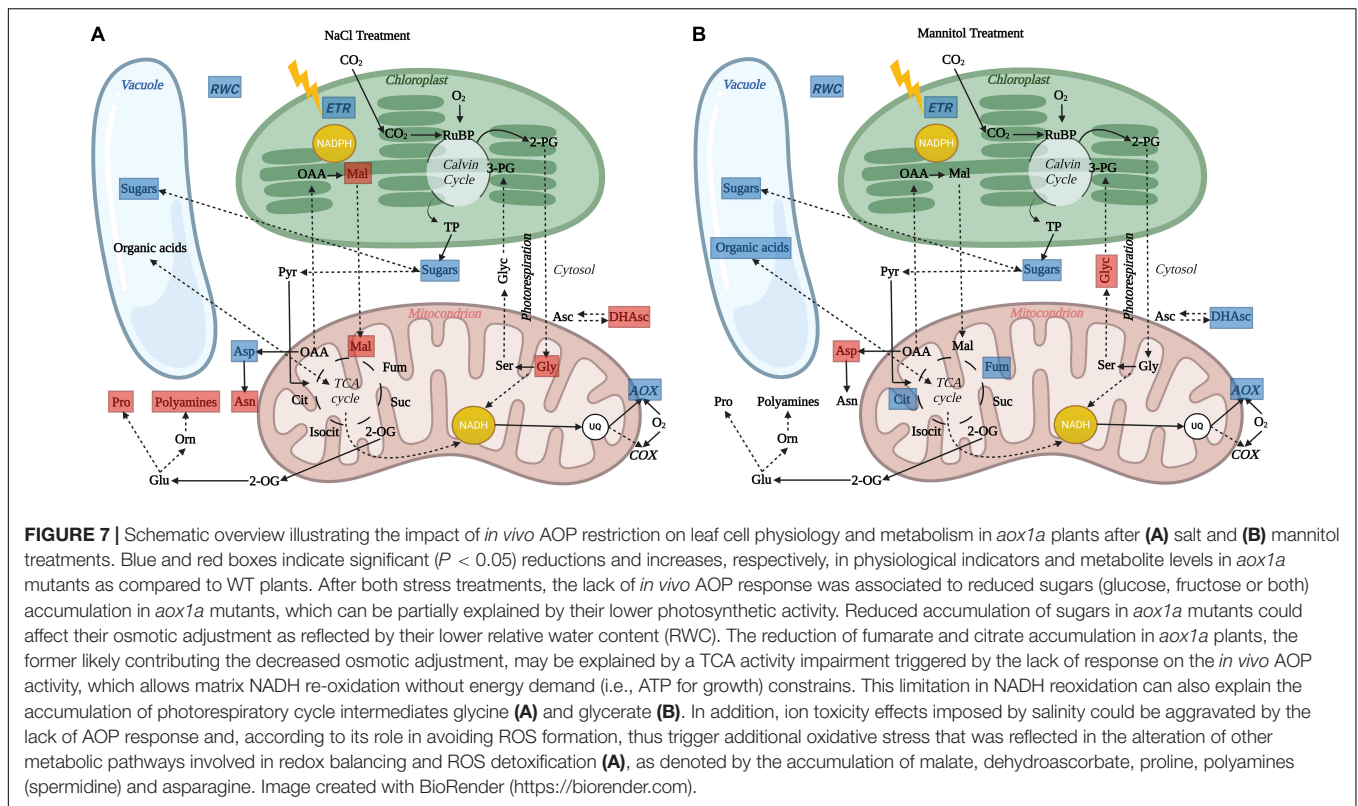 A
NaCl Treatment
CO₂
Vacuole
RWC
Chloroplast
ETR
O₂
NADPH
CO₂
RuBP
2-PG
OAA
Mal
Calvin
Cycle
3-PG
Sugars
TP
Organic acids
Pyr
Sugars
Glyc
Photorespiration
Cytosol
Mitocondrion
Asc
DHAsc
Asp
OAA
Mal
Fum
Ser
Gly
TCA
cycle
Pro
Polyamines
Asn
Cit
Suc
AOX
Isocit
2-OG
NADH
UQ
O₂
COX
Orn
Glu
2-OG
B
Mannitol Treatment
CO₂
Vacuole
RWC
Chloroplast
ETR
O₂
NADPH
CO₂
RuBP
2-PG
OAA
Mal
Calvin
Cycle
3-PG
Sugars
TP
Organic acids
Pyr
Sugars
Glyc
Photorespiration
Cytosol
Mitocondrion
Asc
DHAsc
Asp
OAA
Mal
Fum
Ser
Gly
TCA
cycle
Pro
Polyamines
Asn
Cit
Suc
AOX
Isocit
2-OG
NADH
UQ
O₂
COX
Orn
Glu
2-OG
FIGURE 7 | Schematic overview illustrating the impact of in vivo AOP restriction on leaf cell physiology and metabolism in aox1a plants after (A) salt and (B) mannitol
treatments. Blue and red boxes indicate significant (P < 0.05) reductions and increases, respectively, in physiological indicators and metabolite levels in aox1a
mutants as compared to WT plants. After both stress treatments, the lack of in vivo AOP response was associated to reduced sugars (glucose, fructose or both)
accumulation in aox1a mutants, which can be partially explained by their lower photosynthetic activity. Reduced accumulation of sugars in aox1a mutants could
affect their osmotic adjustment as reflected by their lower relative water content (RWC). The reduction of fumarate and citrate accumulation in aox1a plants, the
former likely contributing the decreased osmotic adjustment, may be explained by a TCA activity impairment triggered by the lack of response on the in vivo AOP
activity, which allows matrix NADH re-oxidation without energy demand (i.e., ATP for growth) constrains. This limitation in NADH reoxidation can also explain the
accumulation of photorespiratory cycle intermediates glycine (A) and glycerate (B). In addition, ion toxicity effects imposed by salinity could be aggravated by the
lack of AOP response and, according to its role in avoiding ROS formation, thus trigger additional oxidative stress that was reflected in the alteration of other
metabolic pathways involved in redox balancing and ROS detoxification (A), as denoted by the accumulation of malate, dehydroascorbate, proline, polyamines
(spermidine) and asparagine. Image created with BioRender (https://biorender.com).